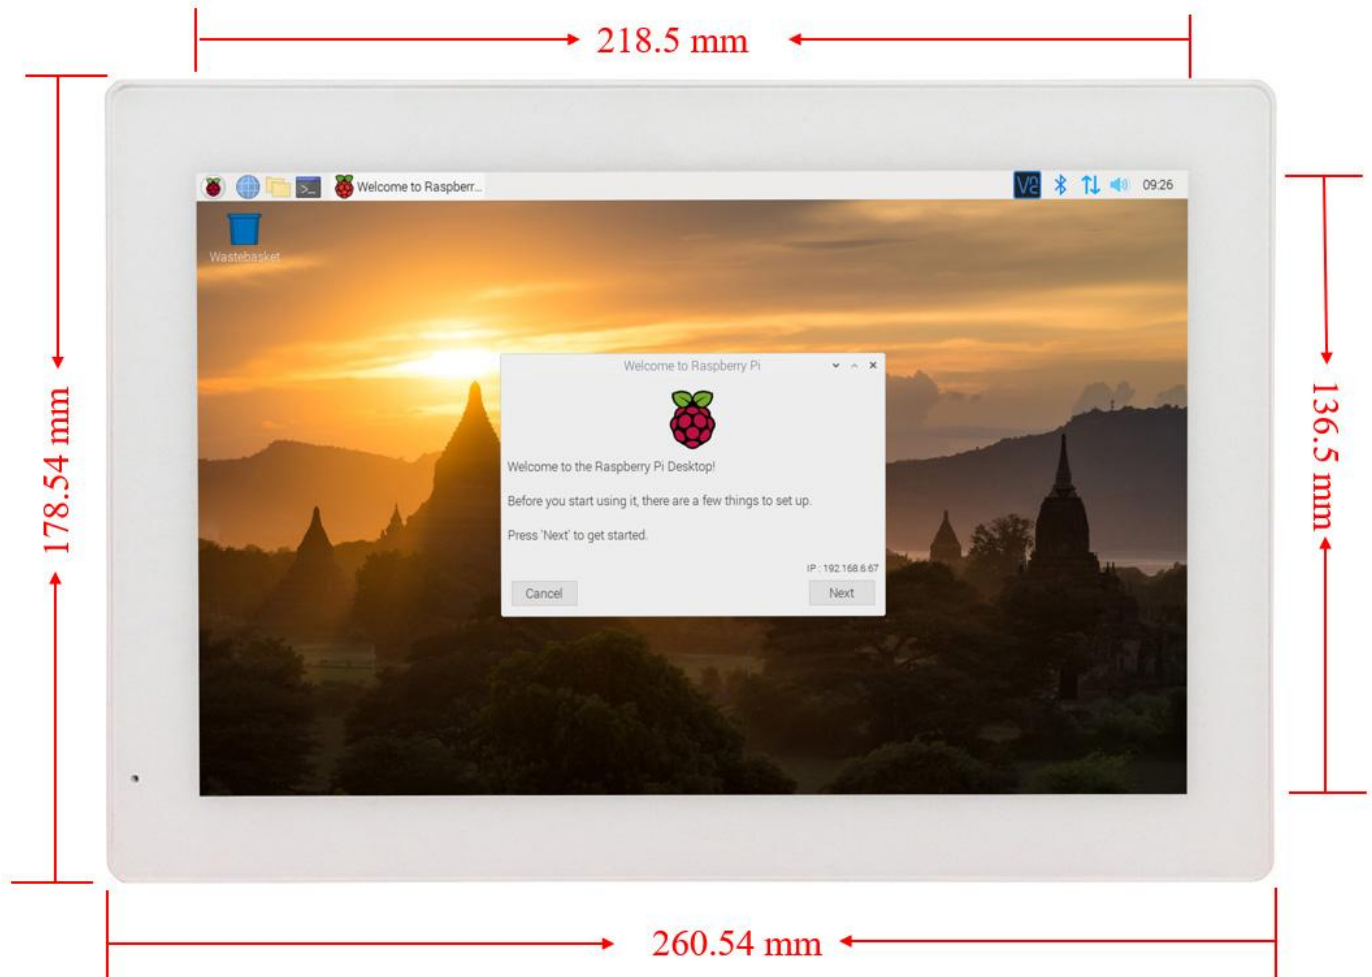 218.5 mm
Welcome to Raspberr...
V2
09:26
Wastebasket
Welcome to Raspberry Pi
Welcome to the Raspberry Pi Desktop!
Before you start using it, there are a few things to set up.
Press 'Next' to get started.
IP : 192.168.6.67
Cancel
Next
178.54 mm
136.5 mm
260.54 mm